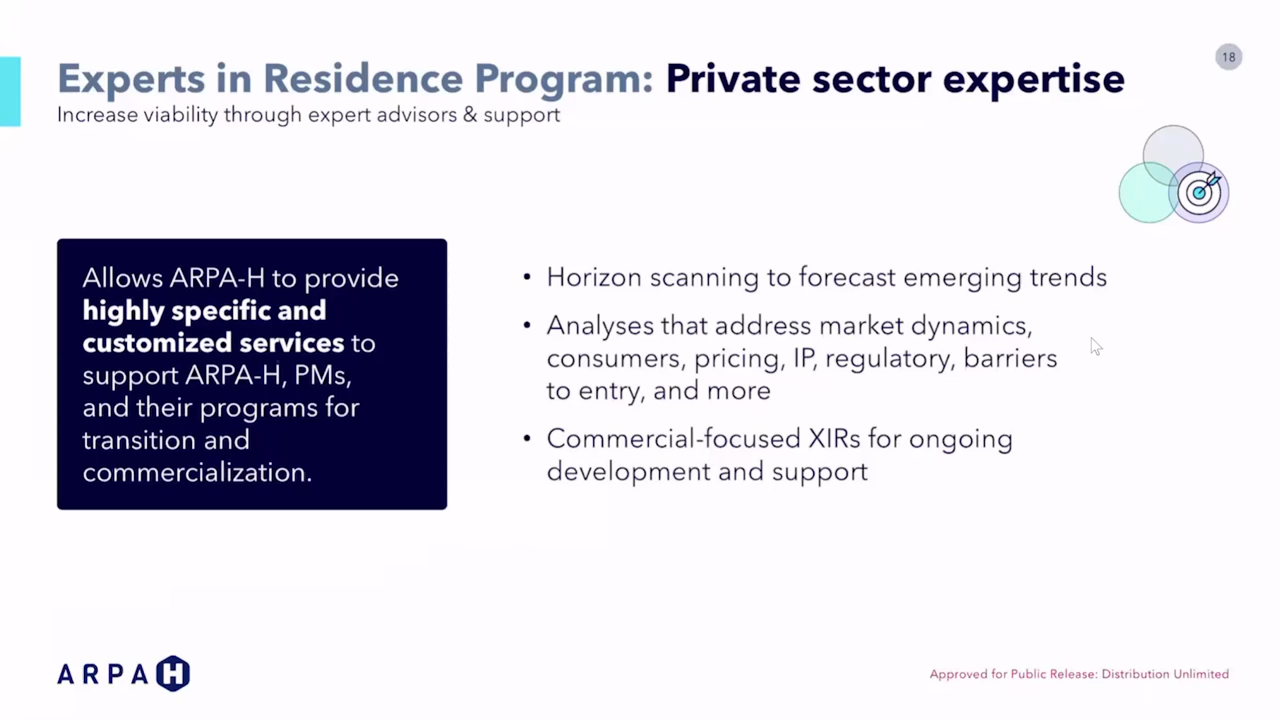 18
Experts in Residence Program: Private sector expertise
Increase viability through expert advisors & support
Allows ARPA-H to provide
highly specific and
customized services to
support ARPA-H, PMs,
and their programs for
transition and
commercialization.
• Horizon scanning to forecast emerging trends
• Analyses that address market dynamics,
consumers, pricing, IP, regulatory, barriers
to entry, and more
• Commercial-focused XIRs for ongoing
development and support
ARPA H
Approved for Public Release: Distribution Unlimited